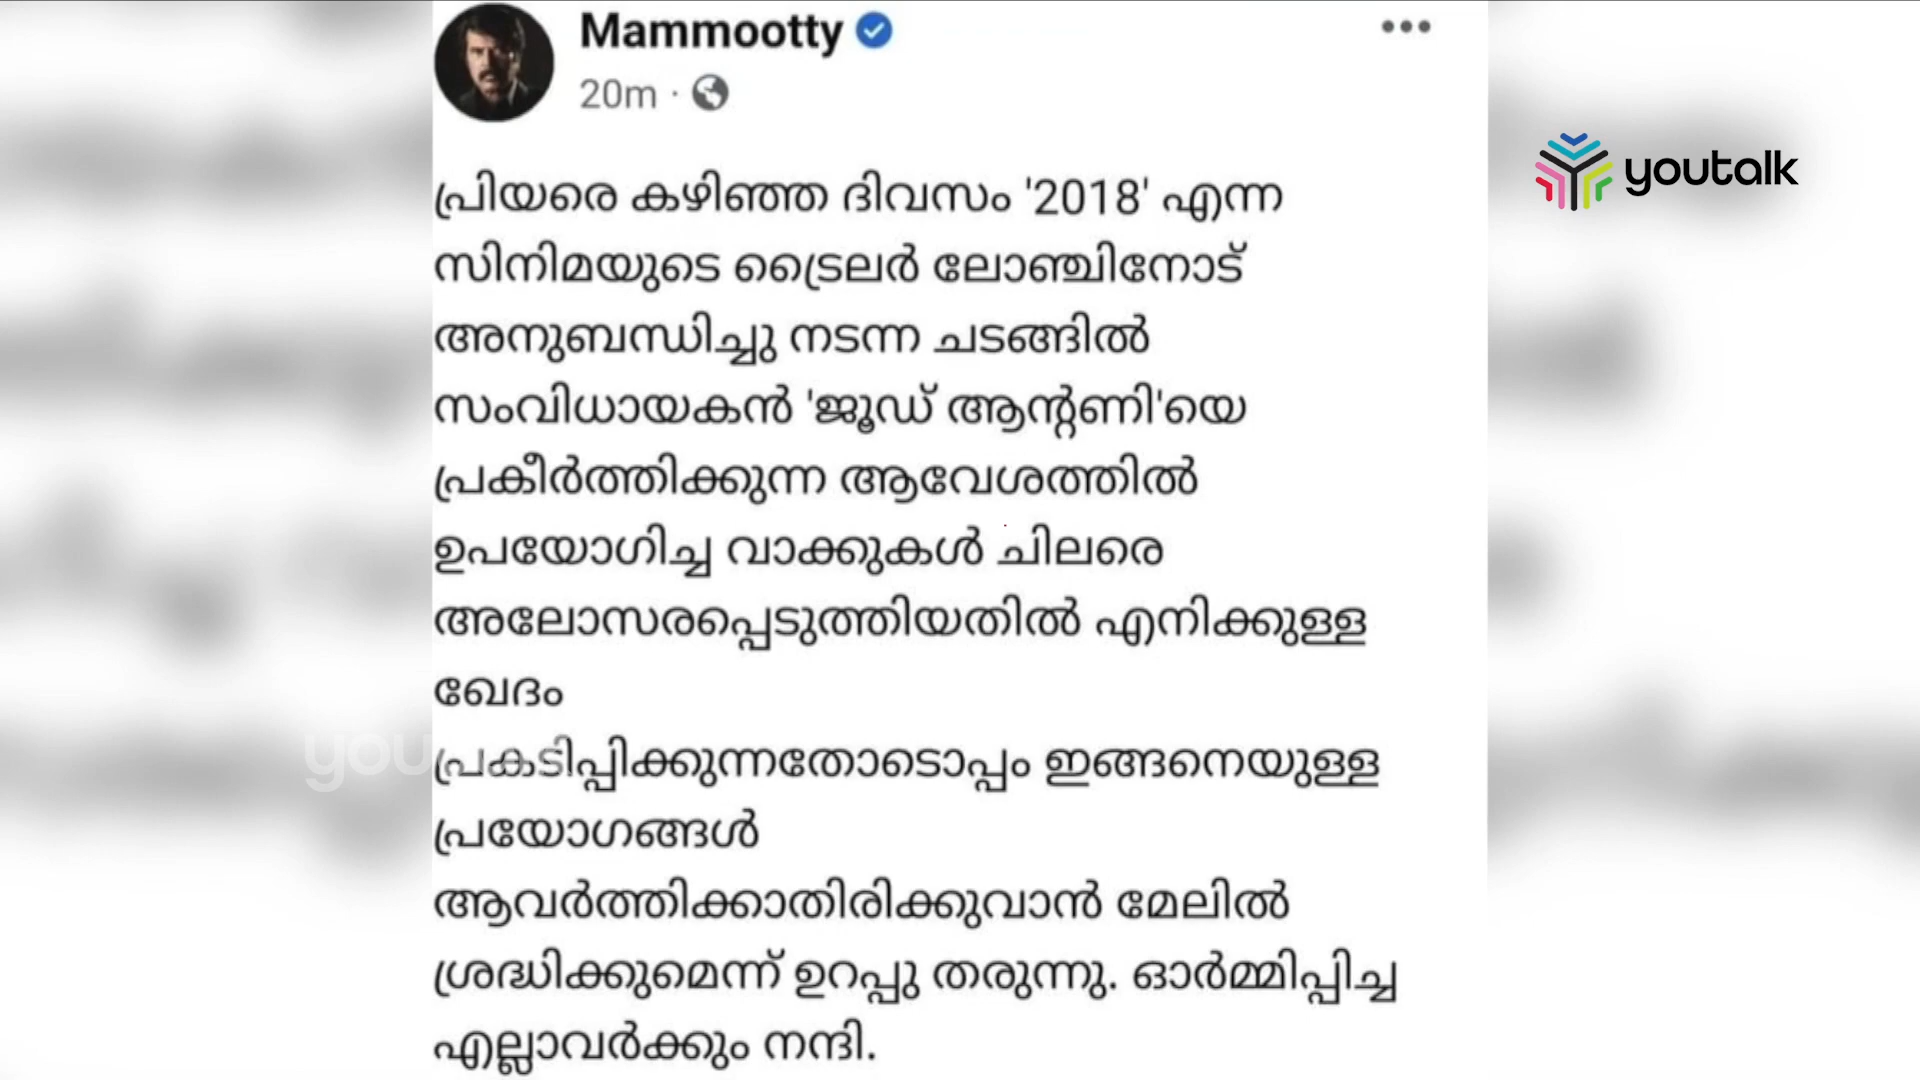 Mammootty
20m ·
youtalk
പ്രിയരെ കഴിഞ്ഞ ദിവസം '2018' എന്ന
സിനിമയുടെ ട്രൈലർ ലോഞ്ചിനോട്
അനുബന്ധിച്ചു നടന്ന ചടങ്ങിൽ
സംവിധായകൻ 'ജൂഡ് ആന്റണി'യെ
പ്രകീർത്തിക്കുന്ന ആവേശത്തിൽ
ഉപയോഗിച്ച വാക്കുകൾ ചിലരെ
അലോസരപ്പെടുത്തിയതിൽ എനിക്കുള്ള
ഖേദം
പ്രകടിപ്പിക്കുന്നതോടൊപ്പം ഇങ്ങനെയുള്ള
പ്രയോഗങ്ങൾ
ആവർത്തിക്കാതിരിക്കുവാൻ മേലിൽ
ശ്രദ്ധിക്കുമെന്ന് ഉറപ്പു തരുന്നു. ഓർമ്മിപ്പിച്ച
എല്ലാവർക്കും നന്ദി.